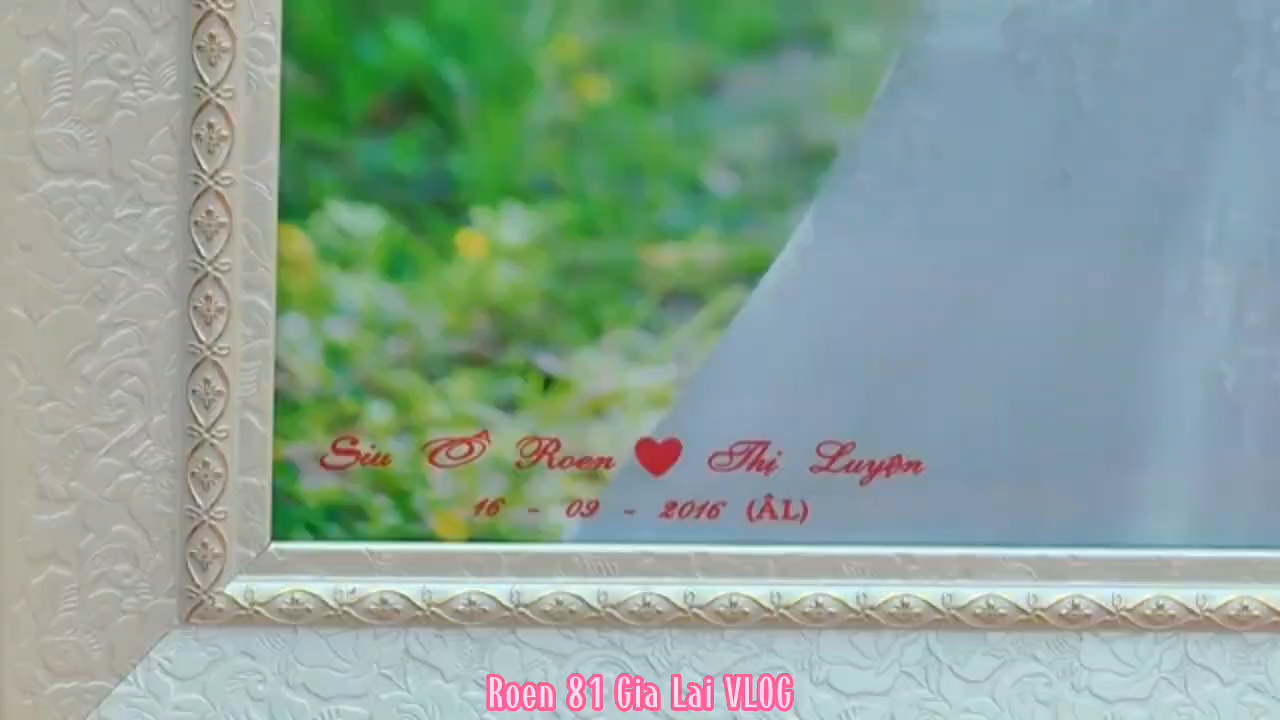 Siu Ô Roen ❤ Thị Luyện
16 - 09 - 2016 (ÂL)
Roen 81 Gia Lai VLOG